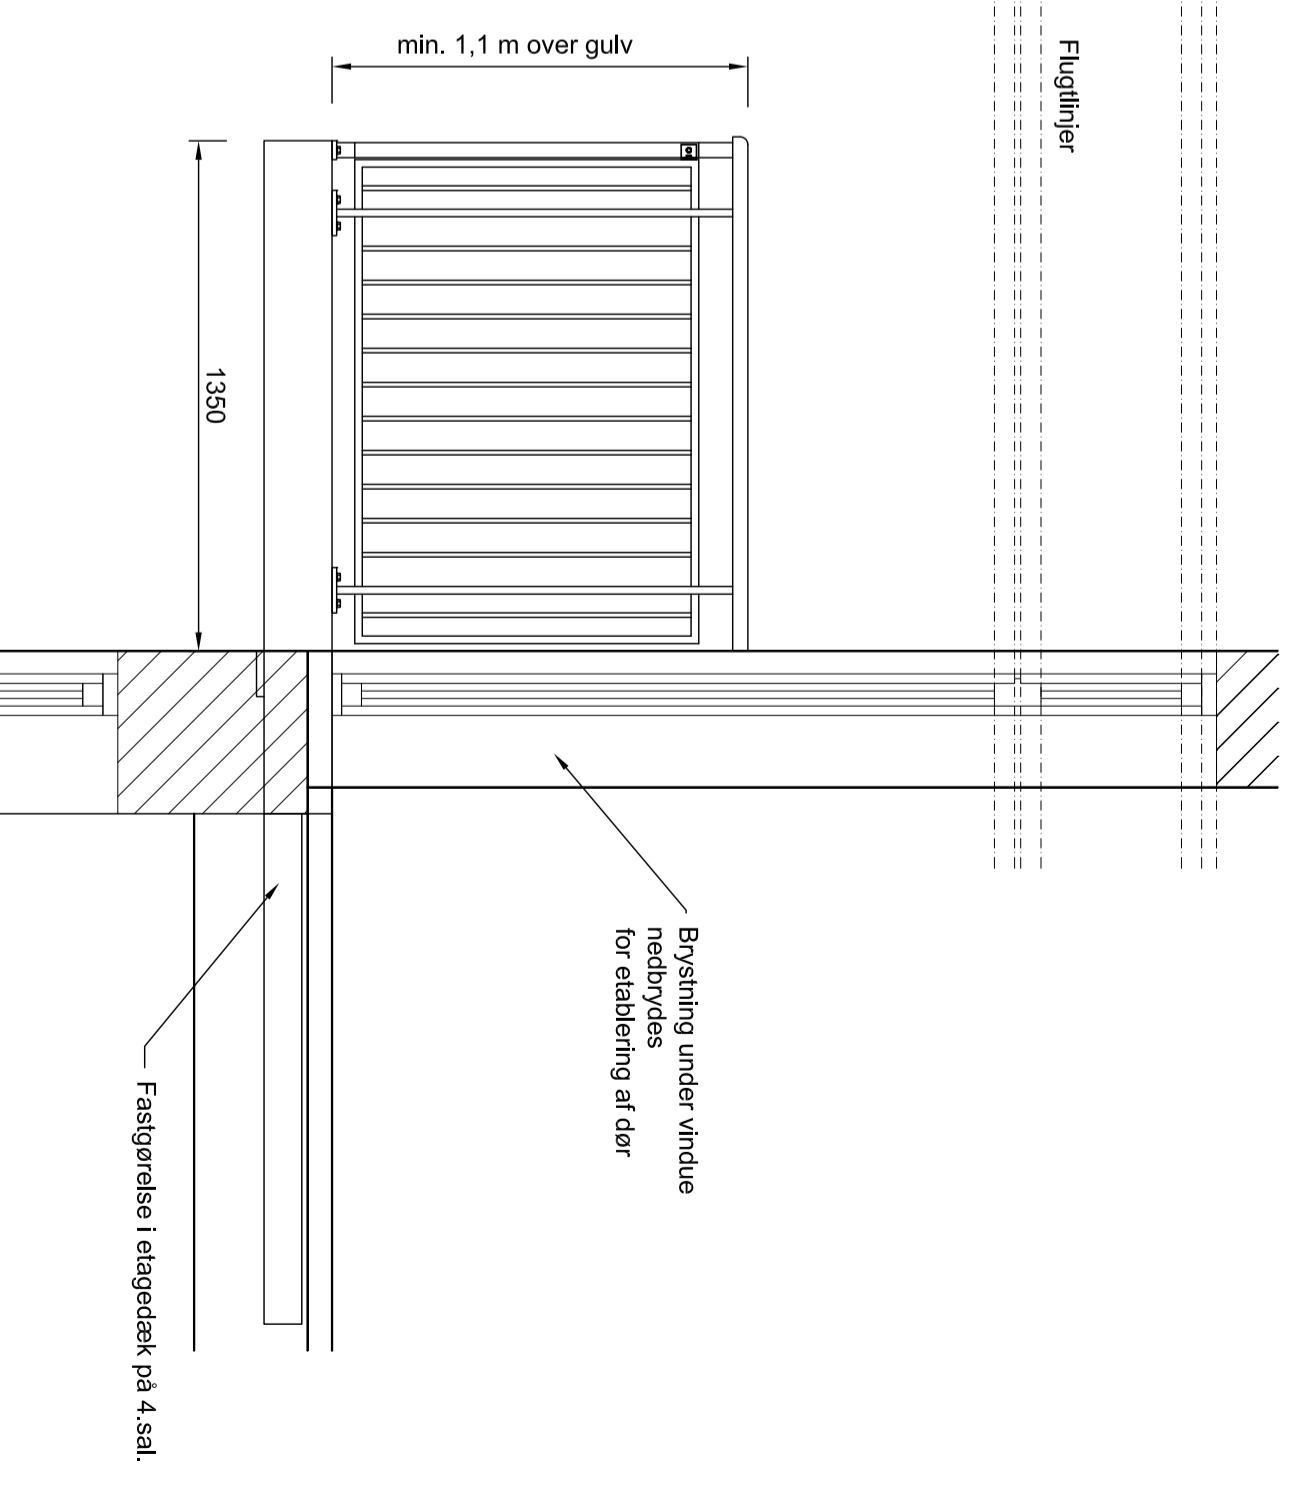 min. 1,1 m over gulv
Flugtlinjer
1350
Brystning under vindue
nedbrydes
for etablering af dør
Fastgørelse i etagedæk på 4.sal.